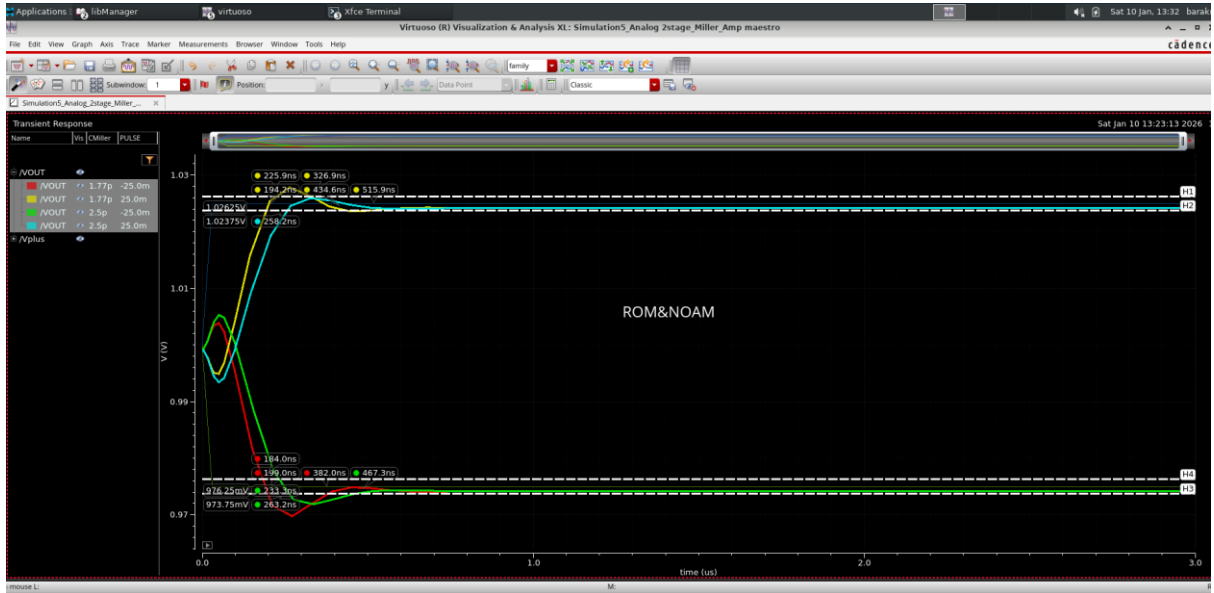 Applications : libManager virtuoso Xfce Terminal Sat 10 Jan, 13:32 barak
Virtuoso (R) Visualization & Analysis XL: Simulation5_Analog 2stage_Miller_Amp maestro
File Edit View Graph Axis Trace Marker Measurements Browser Window Tools Help
cādence
family
Subwindow: 1 Position: y Data Point Classic
Simulation5_Analog_2stage_Miller_...
Transient Response Sat Jan 10 13:23:13 2026
Name Vis CMiller PULSE
/VOUT
/VOUT 1.77p -25.0m
/VOUT 1.77p 25.0m
/VOUT 2.5p -25.0m
/VOUT 2.5p 25.0m
/Vplus
V (V)
1.03
1.01
0.99
0.97
225.9ns 326.9ns
194.2ns 434.6ns 515.9ns
1.02625V
1.02375V 258.2ns
H1
H2
ROM&NOAM
184.0ns
199.0ns 382.0ns 467.3ns
976.25mV 233.3ns
973.75mV 263.2ns
H4
H3
0.0 1.0 2.0 3.0
time (us)
mouse L: M: